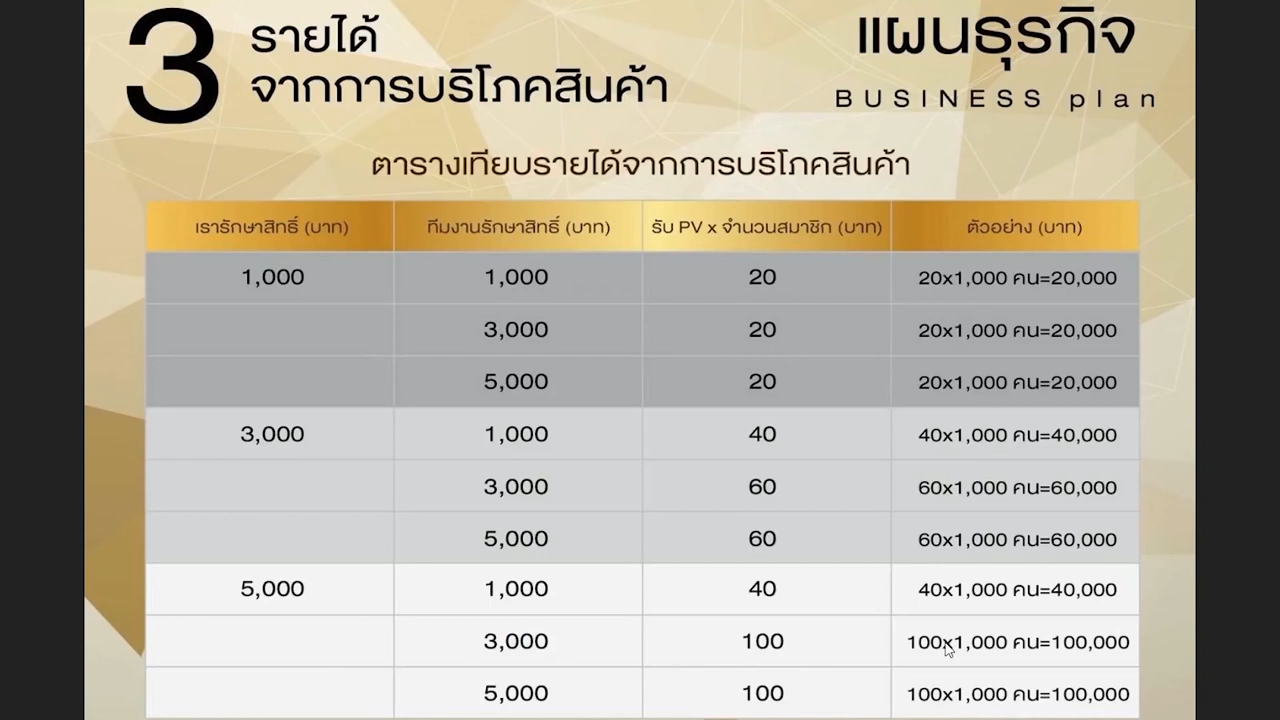 3
รายได้
จากการบริโภคสินค้า
แผนธุรกิจ
BUSINESS plan
ตารางเทียบรายได้จากการบริโภคสินค้า
เรารักษาสิทธิ์ (บาท) ทีมงานรักษาสิทธิ์ (บาท) รับ PV x จำนวนสมาชิก (บาท) ตัวอย่าง (บาท)
1,000 1,000 20 20x1,000 คน=20,000
3,000 20 20x1,000 คน=20,000
5,000 20 20x1,000 คน=20,000
3,000 1,000 40 40x1,000 คน=40,000
3,000 60 60x1,000 คน=60,000
5,000 60 60x1,000 คน=60,000
5,000 1,000 40 40x1,000 คน=40,000
3,000 100 100x1,000 คน=100,000
5,000 100 100x1,000 คน=100,000